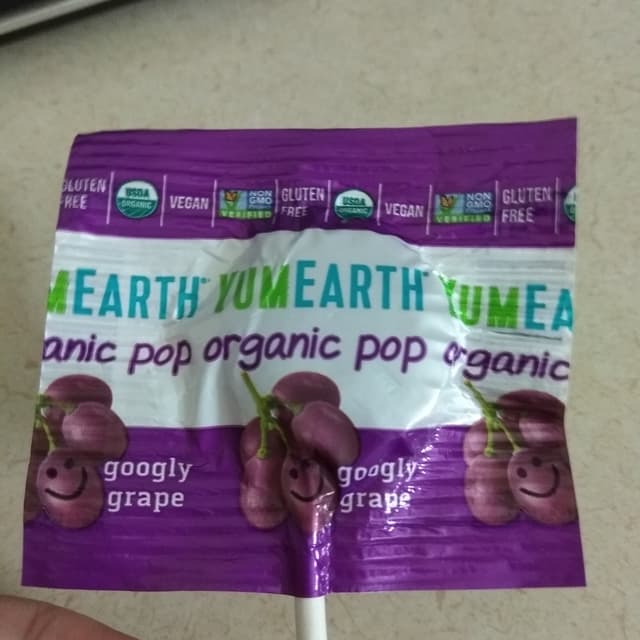 GLUTEN FREE USDA ORGANIC VEGAN NON GMO VERIFIED GLUTEN FREE USDA ORGANIC VEGAN NON GMO VERIFIED GLUTEN FREE
MEARTH YUMEARTH YUMEA
anic pop organic pop organic
googly googly
grape grape